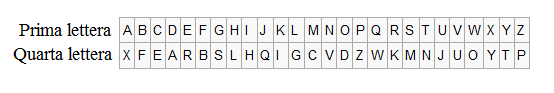 Prima lettera A B C D E F G H I J K L M N O P Q R S T U V W X Y Z
Quarta lettera X F E A R B S L H Q I G C V D Z W K M N J U O Y T P